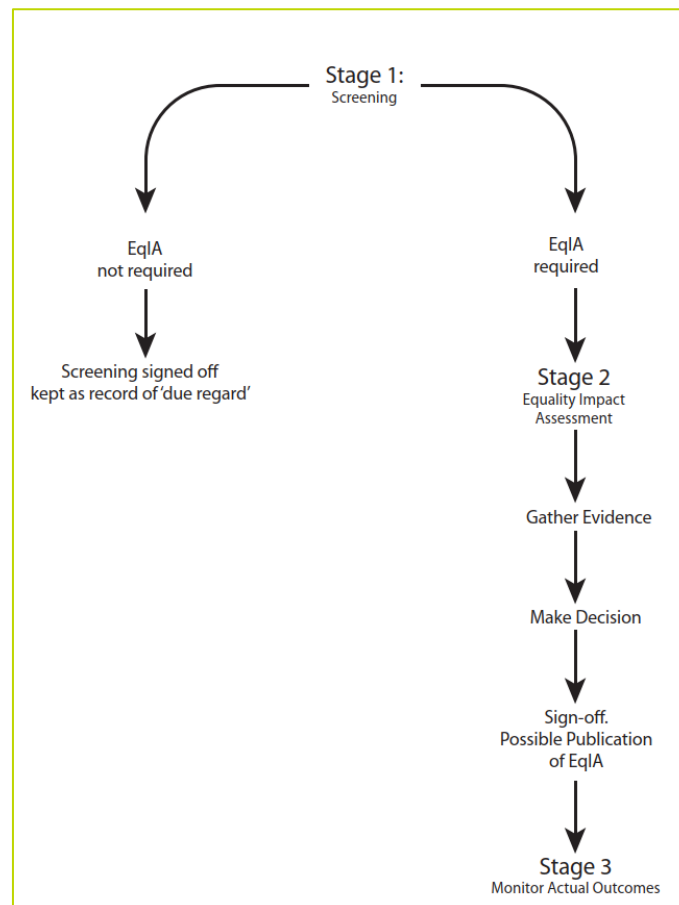 Stage 1:
Screening
EqIA
not required
Screening signed off
kept as record of 'due regard'
EqIA
required
Stage 2
Equality Impact
Assessment
Gather Evidence
Make Decision
Sign-off.
Possible Publication
of EqIA
Stage 3
Monitor Actual Outcomes